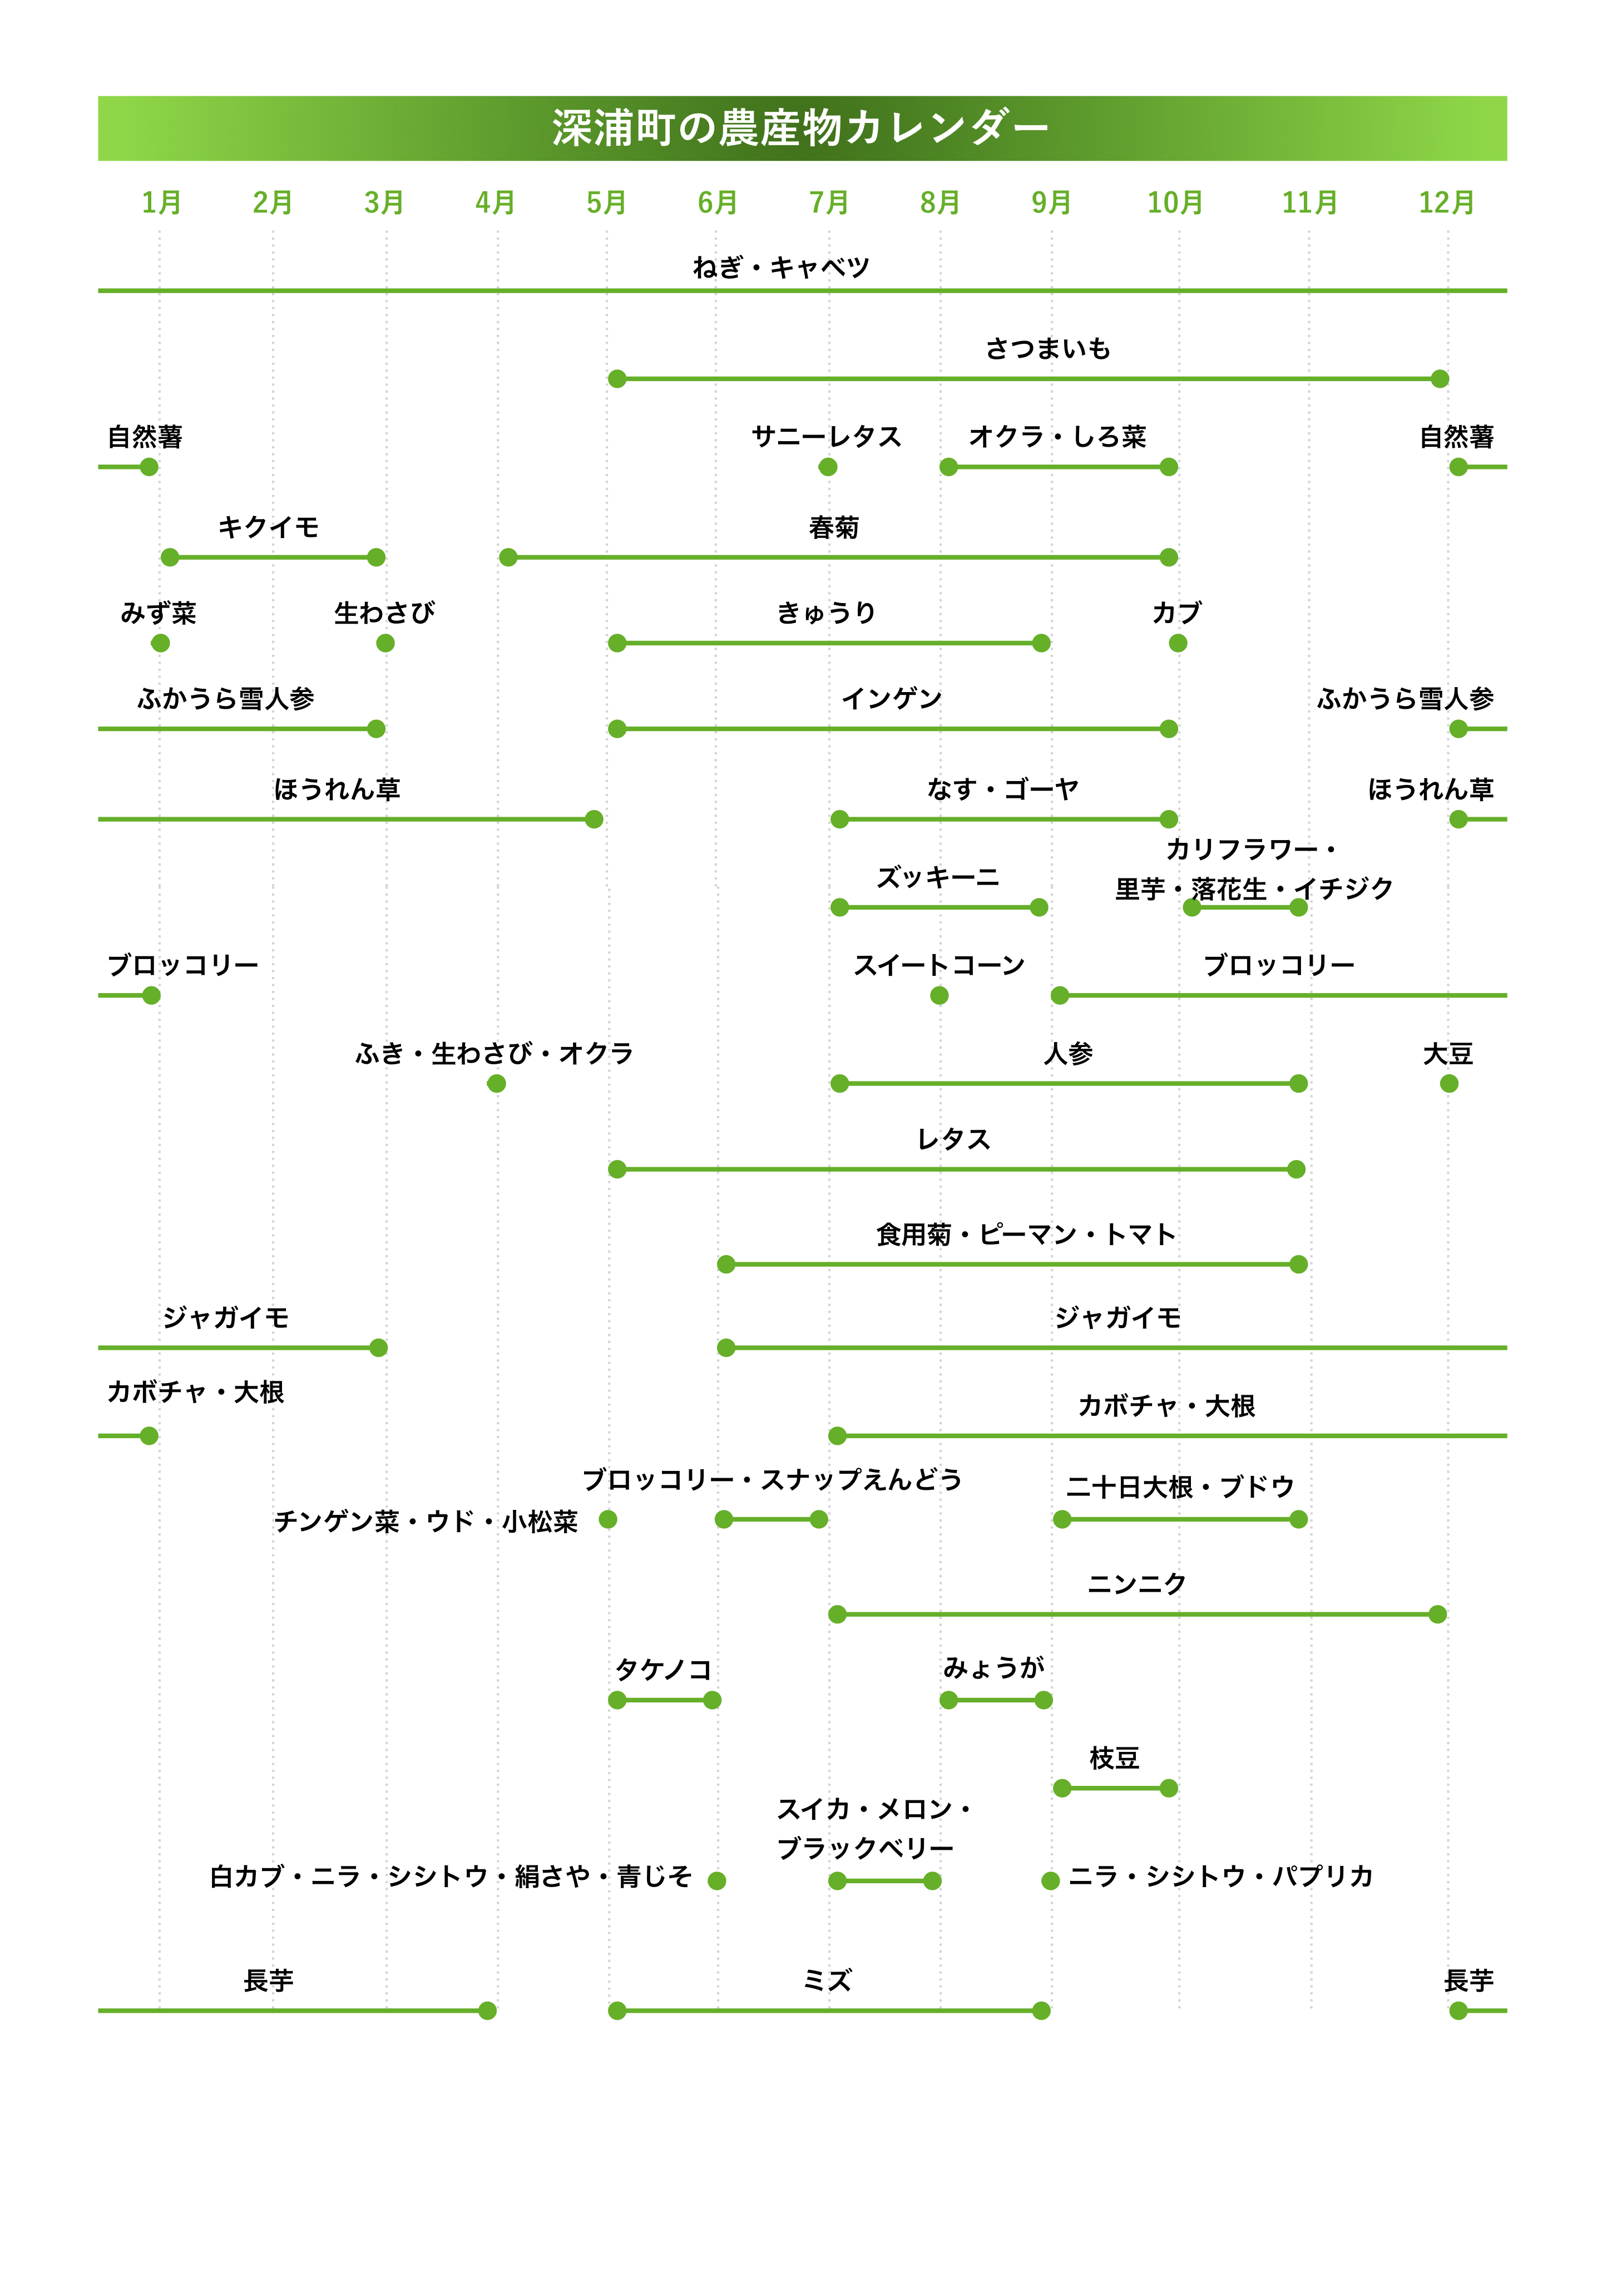 深浦町の農産物カレンダー
1月 2月 3月 4月 5月 6月 7月 8月 9月 10月 11月 12月
ねぎ・キャベツ
さつまいも
自然薯 サニーレタス オクラ・しろ菜 自然薯
キクイモ 春菊
みず菜 生わさび きゅうり カブ
ふかうら雪人参 インゲン ふかうら雪人参
ほうれん草 なす・ゴーヤ ほうれん草
ズッキーニ
カリフラワー・
里芋・落花生・イチジク
ブロッコリー スイートコーン ブロッコリー
ふき・生わさび・オクラ 人参 大豆
レタス
食用菊・ピーマン・トマト
ジャガイモ ジャガイモ
カボチャ・大根 カボチャ・大根
ブロッコリー・スナップえんどう 二十日大根・ブドウ
チンゲン菜・ウド・小松菜
ニンニク
タケノコ みょうが
枝豆
スイカ・メロン・
ブラックベリー
白カブ・ニラ・シシトウ・絹さや・青じそ ニラ・シシトウ・パプリカ
長芋 ミズ 長芋